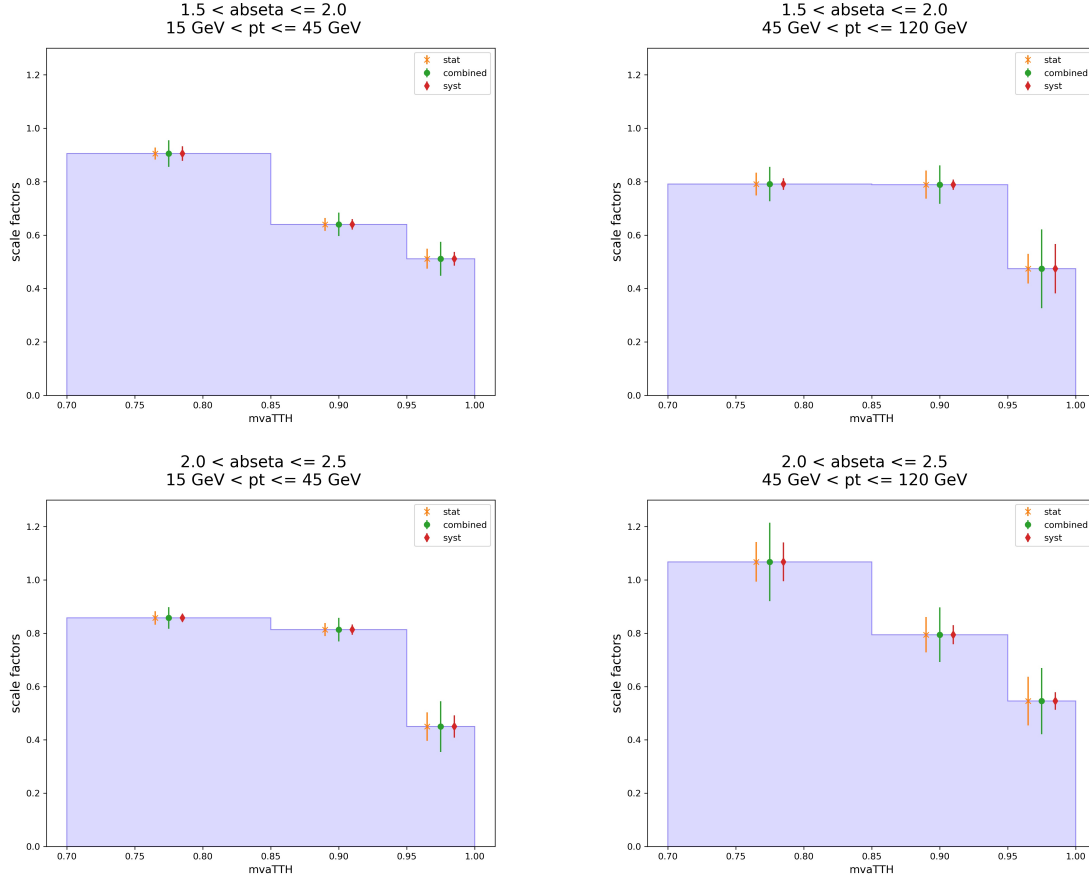 1.5 < abseta <= 2.0
15 GeV < pt <= 45 GeV
stat
combined
syst
scale factors
1.2
1.0
0.8
0.6
0.4
0.2
0.0
0.70
0.75
0.80
0.85
0.90
0.95
1.00
mvaTTH
1.5 < abseta <= 2.0
45 GeV < pt <= 120 GeV
stat
combined
syst
scale factors
1.2
1.0
0.8
0.6
0.4
0.2
0.0
0.70
0.75
0.80
0.85
0.90
0.95
1.00
mvaTTH
2.0 < abseta <= 2.5
15 GeV < pt <= 45 GeV
stat
combined
syst
scale factors
1.2
1.0
0.8
0.6
0.4
0.2
0.0
0.70
0.75
0.80
0.85
0.90
0.95
1.00
mvaTTH
2.0 < abseta <= 2.5
45 GeV < pt <= 120 GeV
stat
combined
syst
scale factors
1.2
1.0
0.8
0.6
0.4
0.2
0.0
0.70
0.75
0.80
0.85
0.90
0.95
1.00
mvaTTH